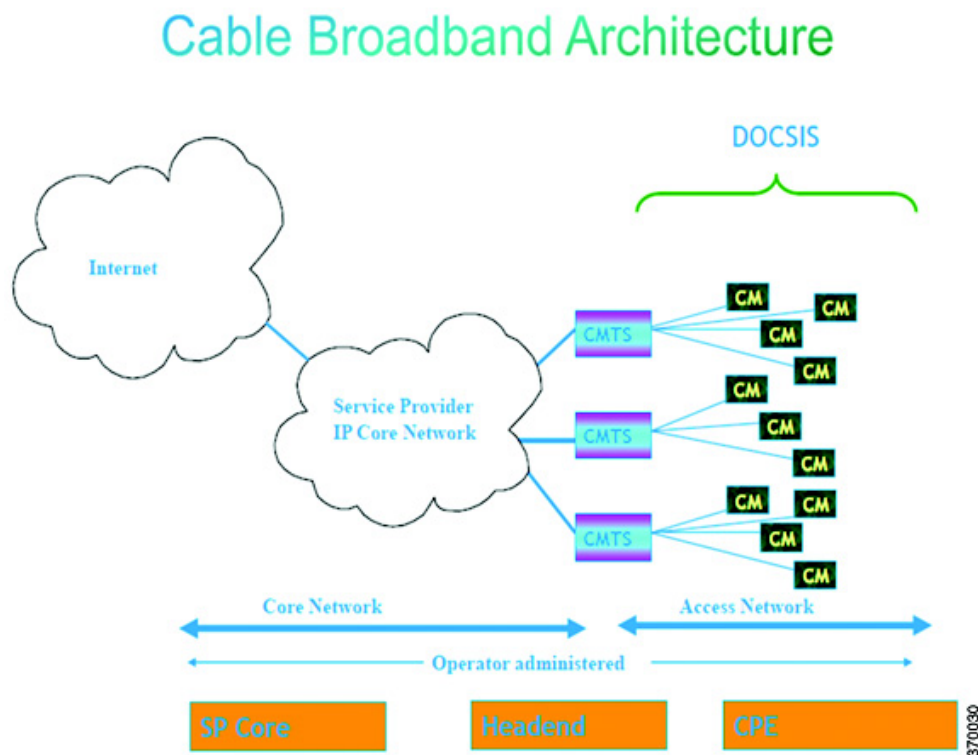 Cable Broadband Architecture
DOCSIS
Internet
Service Provider
IP Core Network
CMTS
CM
CM
CM
CM
CMTS
CM
CM
CM
CMTS
CM
CM
CM
CM
Core Network
Access Network
Operator administered
SP Core
Headend
CPE
370030